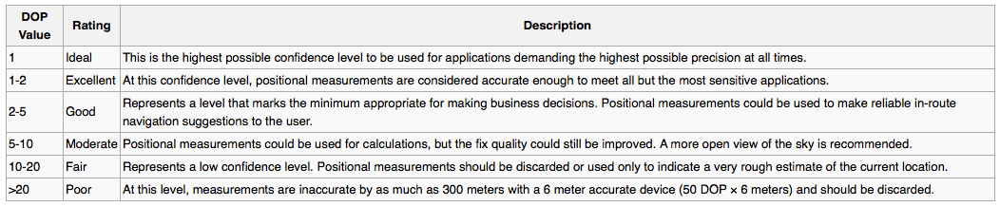 DOP Value Rating Description
1 Ideal This is the highest possible confidence level to be used for applications demanding the highest possible precision at all times.
1-2 Excellent At this confidence level, positional measurements are considered accurate enough to meet all but the most sensitive applications.
2-5 Good Represents a level that marks the minimum appropriate for making business decisions. Positional measurements could be used to make reliable in-route
navigation suggestions to the user.
5-10 Moderate Positional measurements could be used for calculations, but the fix quality could still be improved. A more open view of the sky is recommended.
10-20 Fair Represents a low confidence level. Positional measurements should be discarded or used only to indicate a very rough estimate of the current location.
>20 Poor At this level, measurements are inaccurate by as much as 300 meters with a 6 meter accurate device (50 DOP × 6 meters) and should be discarded.